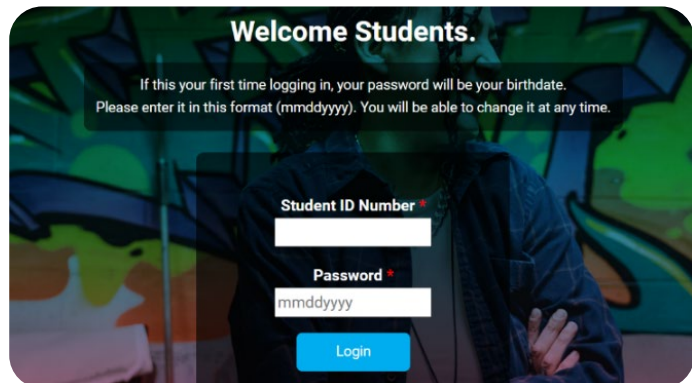 Welcome Students.
If this your first time logging in, your password will be your birthdate.
Please enter it in this format (mmddyyyy). You will be able to change it at any time.
Student ID Number *
Password *
mmddyyyy
Login